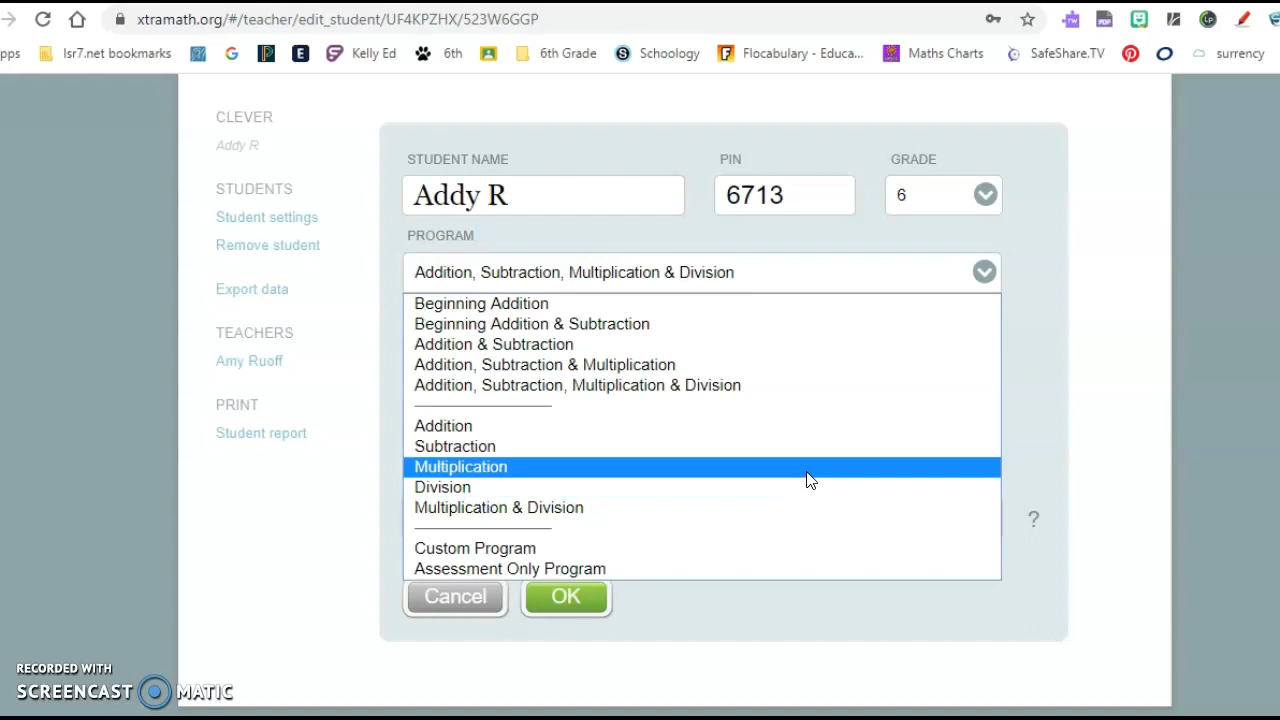 xtramath.org/#/teacher/edit_student/UF4KPZHX/523W6GGP
pps lsr7.net bookmarks G P E Kelly Ed 6th 6th Grade S Schoology Flocabulary - Educa... Maths Charts SafeShare.TV surrency
CLEVER
Addy R
STUDENTS
Student settings
Remove student
Export data
TEACHERS
Amy Ruoff
PRINT
Student report
STUDENT NAME PIN GRADE
Addy R 6713 6
PROGRAM
Addition, Subtraction, Multiplication & Division
Beginning Addition
Beginning Addition & Subtraction
Addition & Subtraction
Addition, Subtraction & Multiplication
Addition, Subtraction, Multiplication & Division
Addition
Subtraction
Multiplication
Division
Multiplication & Division
Custom Program
Assessment Only Program
?
Cancel OK
RECORDED WITH
SCREENCAST MATIC